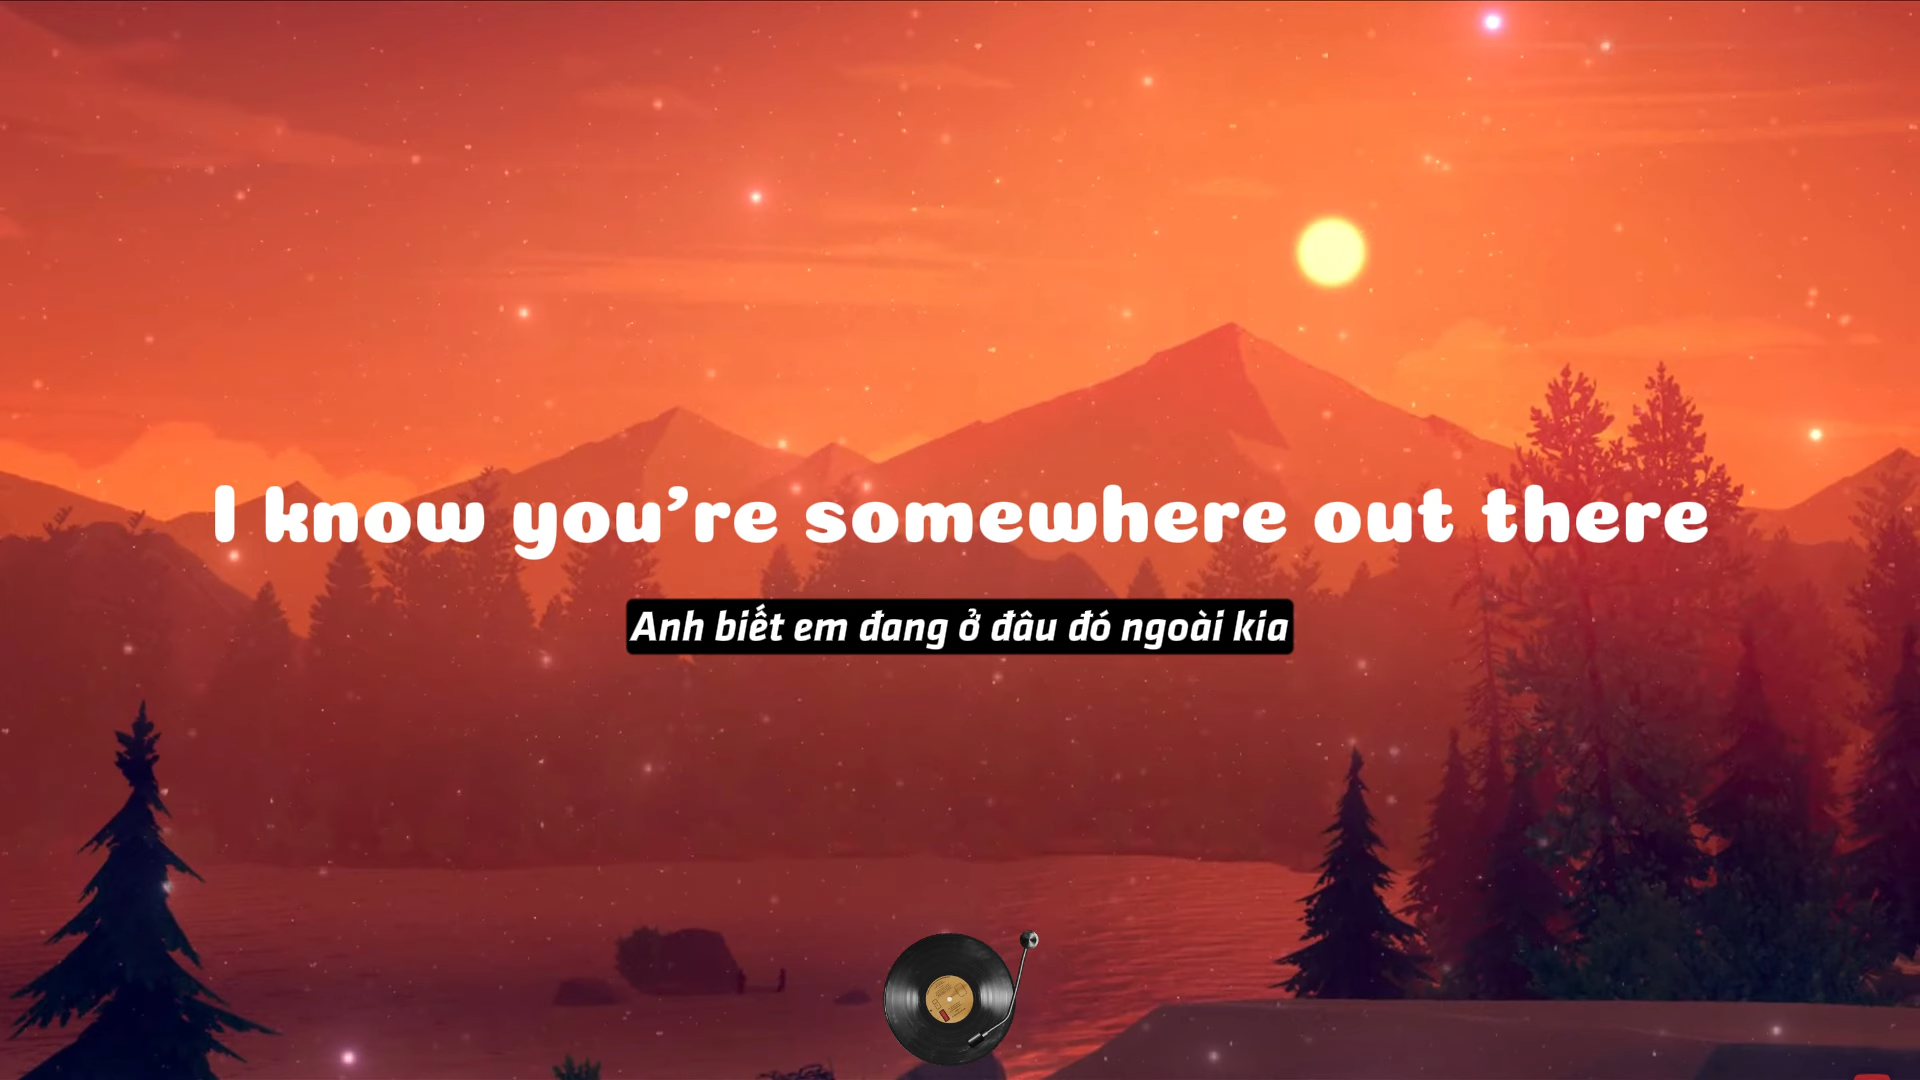 I know you’re somewhere out there
Anh biết em đang ở đâu đó ngoài kia